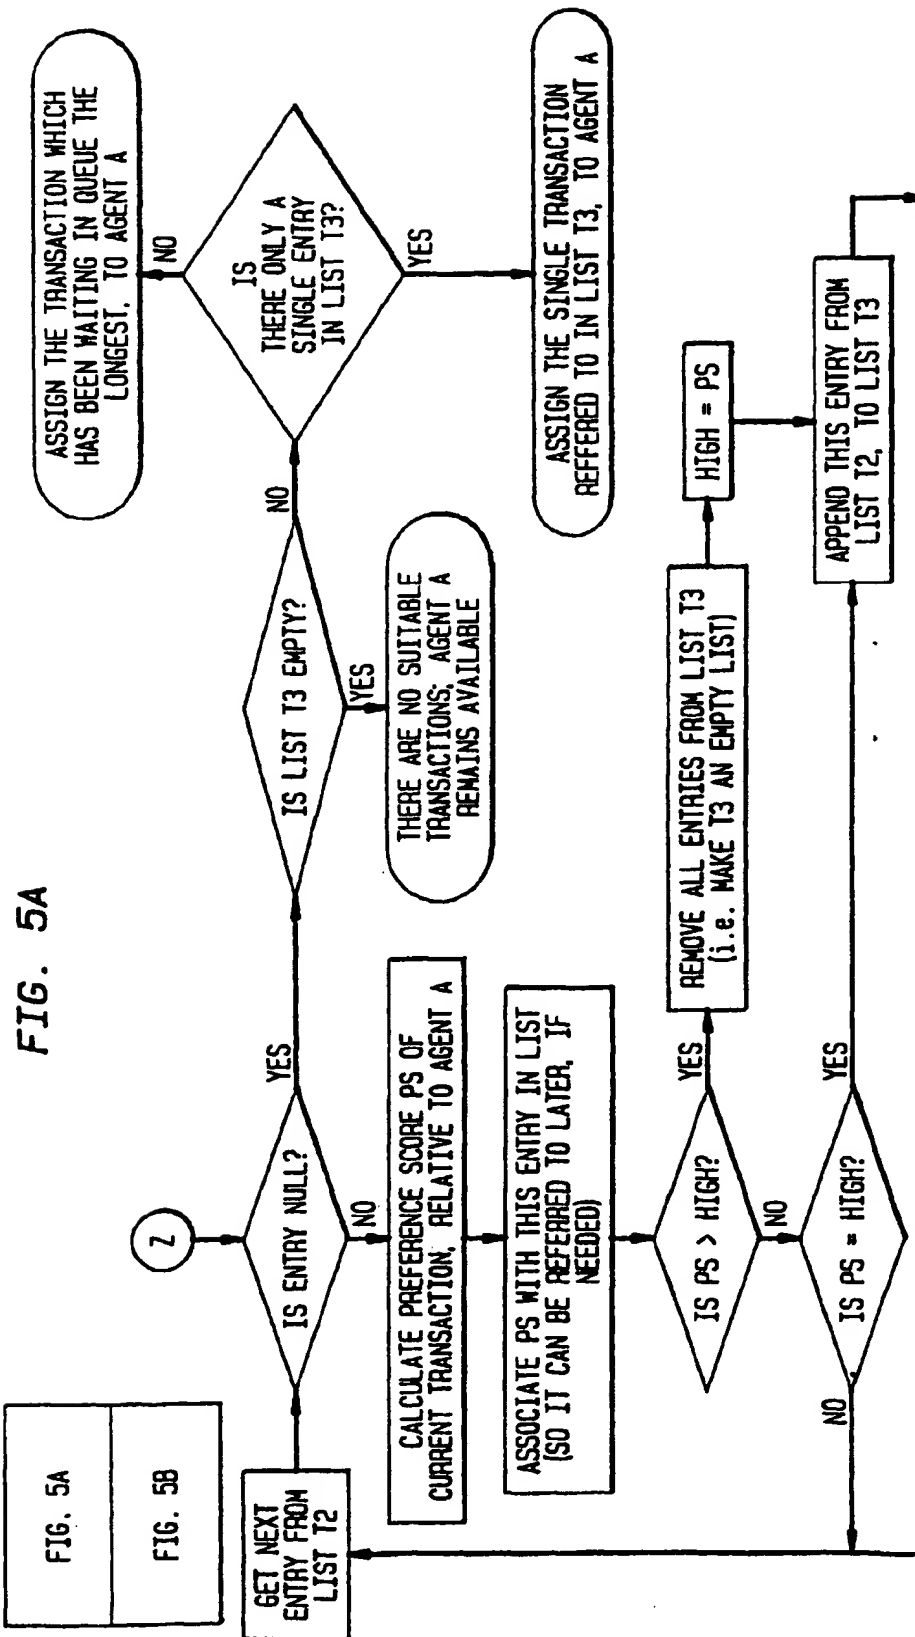 FIG. 5A
FIG. 5A
FIG. 5B
GET NEXT
ENTRY FROM
LIST T2
Z
IS ENTRY NULL?
YES
NO
IS LIST T3 EMPTY?
NO
YES
IS
THERE ONLY A
SINGLE ENTRY
IN LIST T3?
NO
YES
ASSIGN THE TRANSACTION WHICH
HAS BEEN WAITING IN QUEUE THE
LONGEST, TO AGENT A
ASSIGN THE SINGLE TRANSACTION
REFFERED TO IN LIST T3, TO AGENT A
THERE ARE NO SUITABLE
TRANSACTIONS; AGENT A
REMAINS AVAILABLE
CALCULATE PREFERENCE SCORE PS OF
CURRENT TRANSACTION, RELATIVE TO AGENT A
ASSOCIATE PS WITH THIS ENTRY IN LIST
(SO IT CAN BE REFERRED TO LATER, IF
NEEDED)
IS PS > HIGH?
YES
NO
REMOVE ALL ENTRIES FROM LIST T3
(i.e. MAKE T3 AN EMPTY LIST)
HIGH = PS
IS PS = HIGH?
YES
NO
APPEND THIS ENTRY FROM
LIST T2, TO LIST T3